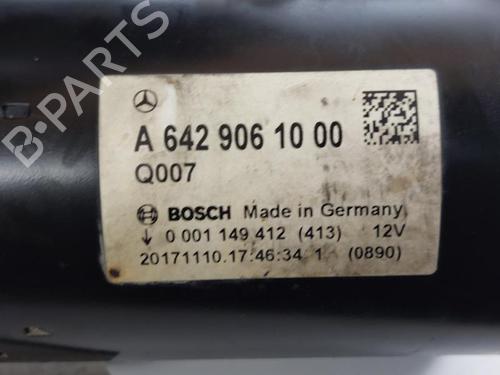 A 642 906 10 00
Q007
BOSCH Made in Germany
0 001 149 412 (413) 12V
20171110.17:46:34 1 (0890)
B-PARTS